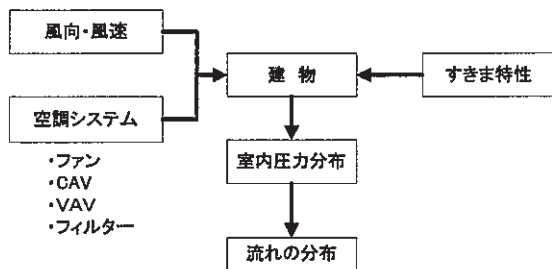 風向・風速
建 物
すきま特性
空調システム
・ファン
・CAV
・VAV
・フィルター
室内圧力分布
流れの分布